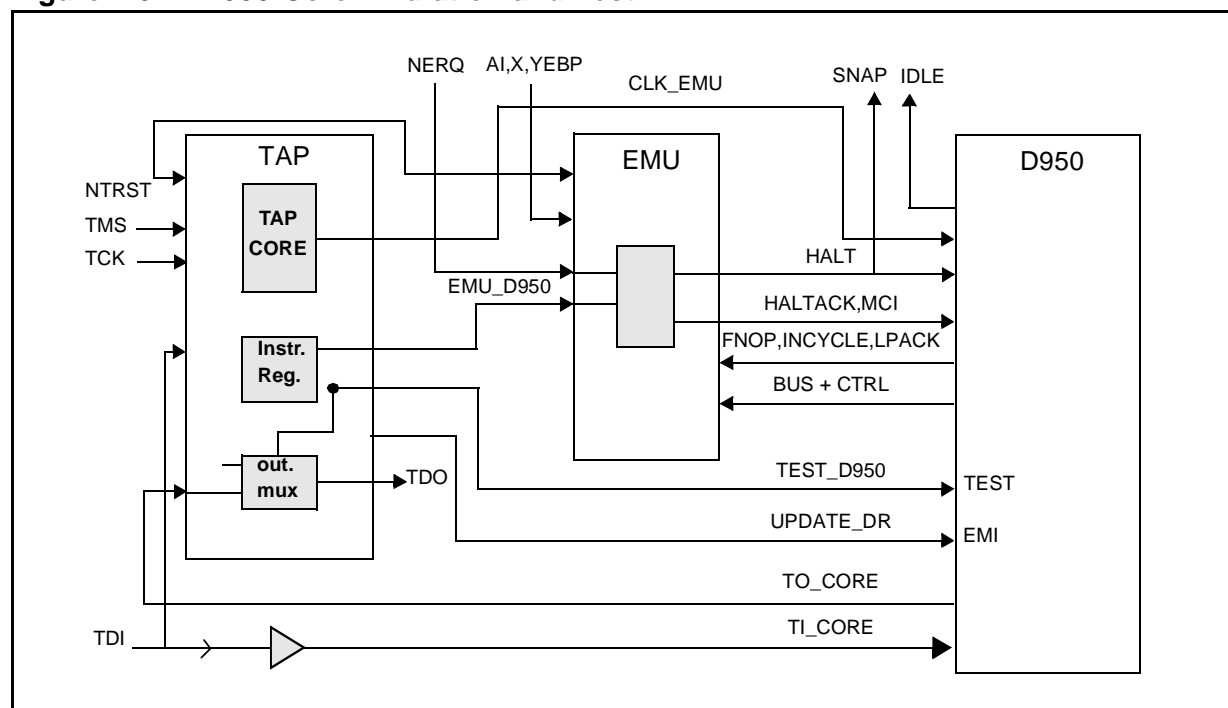 NERQ
AI,X,YEBP
CLK_EMU
SNAP
IDLE
TAP
EMU
D950
NTRST
TMS
TCK
TAP
CORE
HALT
EMU_D950
HALTACK,MCI
FNOP,INCYCLE,LPACK
Instr.
Reg.
BUS + CTRL
out.
mux
TDO
TEST_D950
TEST
UPDATE_DR
EMI
TO_CORE
TDI
TI_CORE